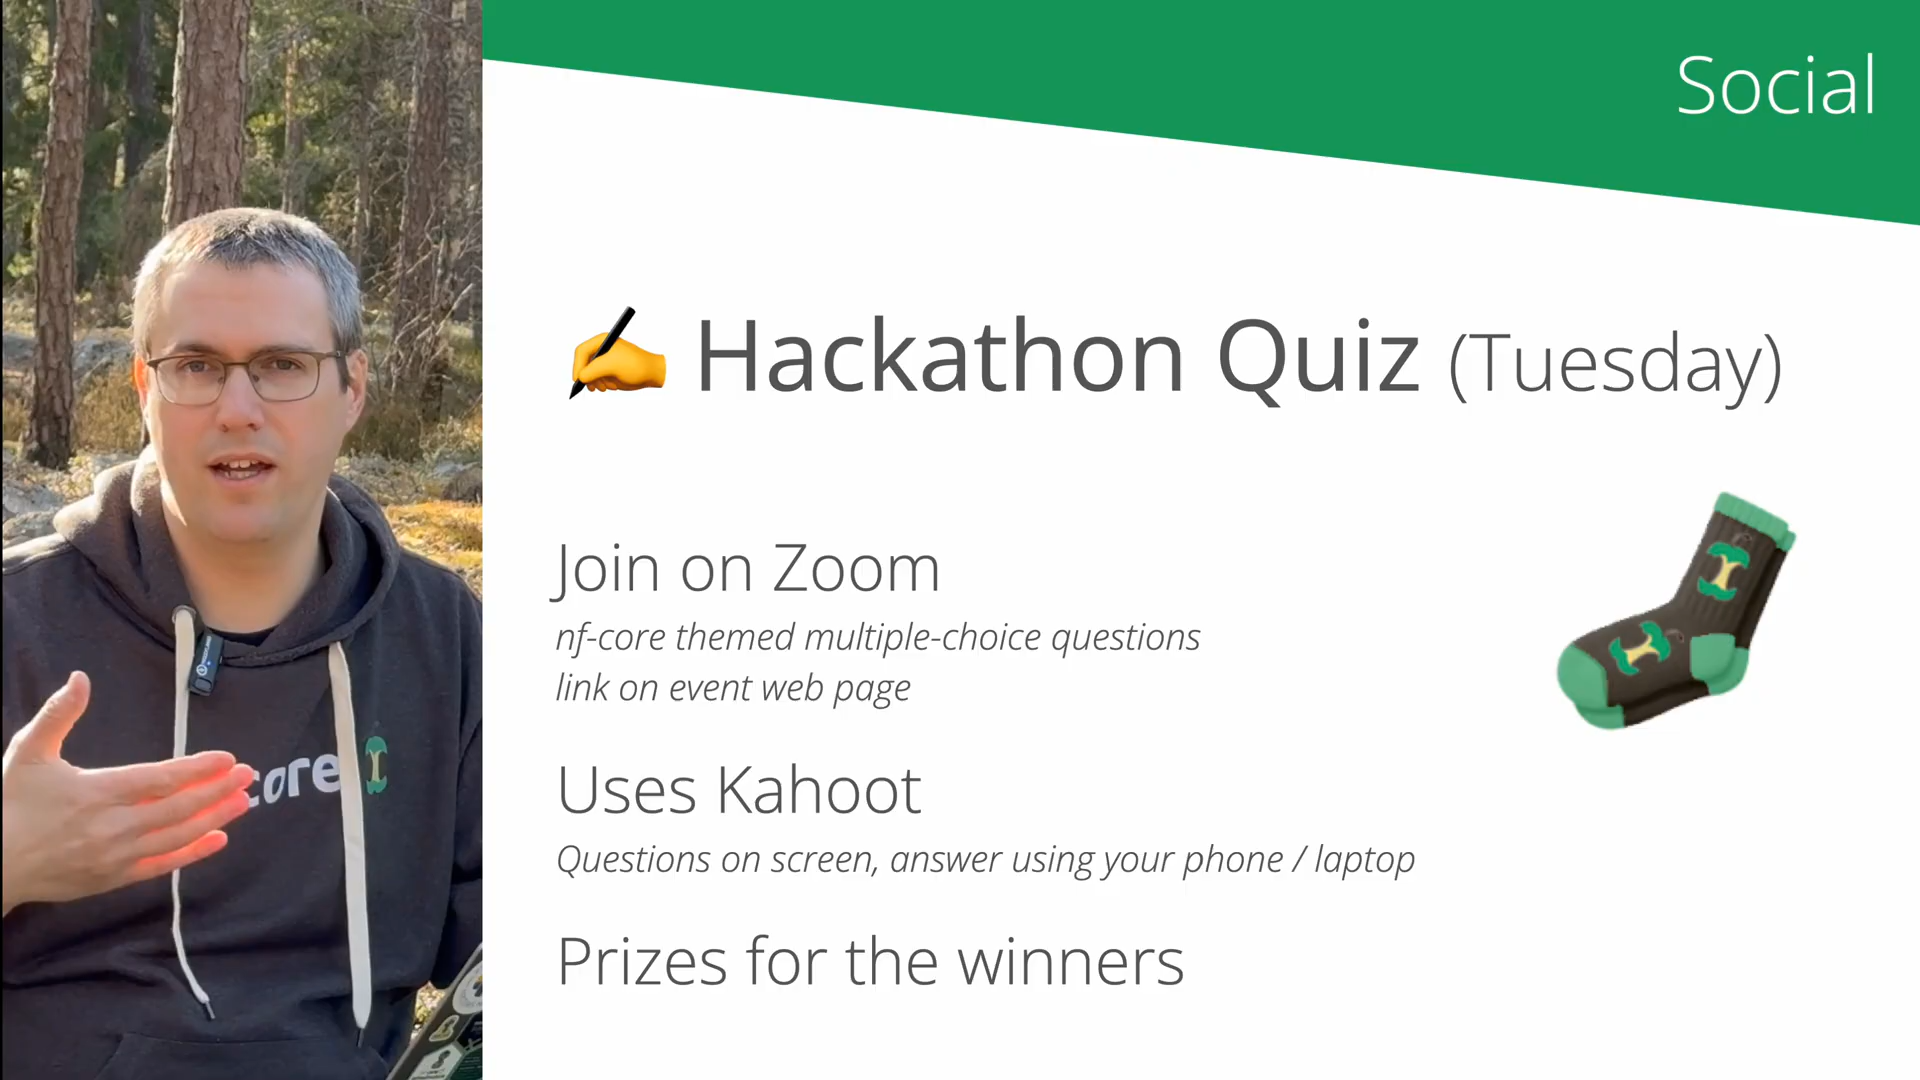 Social
✍️ Hackathon Quiz (Tuesday)
Join on Zoom
nf-core themed multiple-choice questions
link on event web page
Uses Kahoot
Questions on screen, answer using your phone / laptop
Prizes for the winners
core